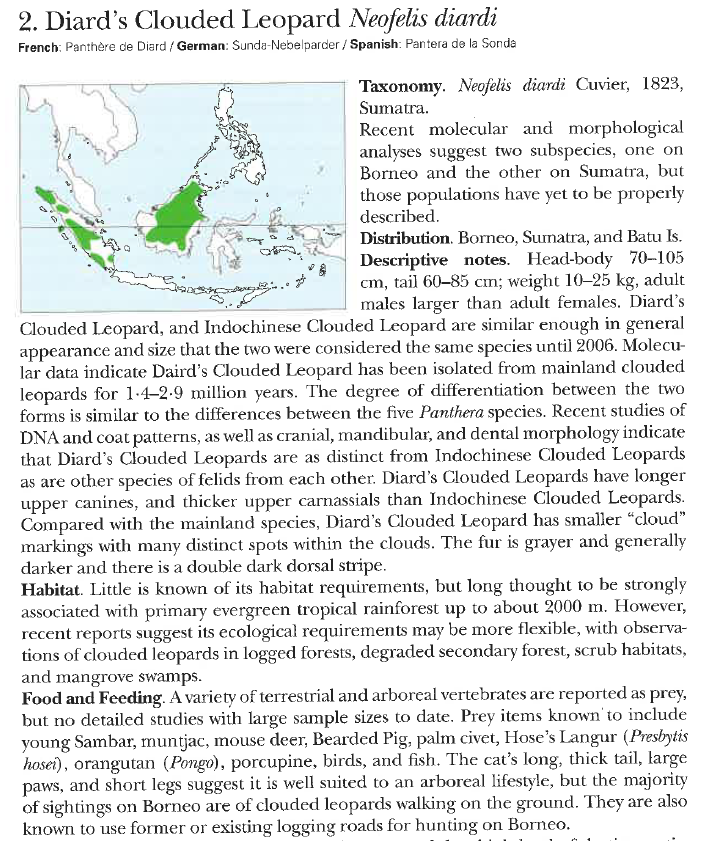 2. Diard's Clouded Leopard Neofelis diardi
French: Panthère de Diard / German: Sunda-Nebelparder / Spanish: Pantera de la Sonda
Taxonomy. Neofelis diardi Cuvier, 1823,
Sumatra.
Recent molecular and morphological
analyses suggest two subspecies, one on
Borneo and the other on Sumatra, but
those populations have yet to be properly
described.
Distribution. Borneo, Sumatra, and Batu Is.
Descriptive notes. Head-body 70–105
cm, tail 60–85 cm; weight 10–25 kg, adult
males larger than adult females. Diard's
Clouded Leopard, and Indochinese Clouded Leopard are similar enough in general
appearance and size that the two were considered the same species until 2006. Molecu-
lar data indicate Daird's Clouded Leopard has been isolated from mainland clouded
leopards for 1·4–2·9 million years. The degree of differentiation between the two
forms is similar to the differences between the five Panthera species. Recent studies of
DNA and coat patterns, as well as cranial, mandibular, and dental morphology indicate
that Diard's Clouded Leopards are as distinct from Indochinese Clouded Leopards
as are other species of felids from each other. Diard's Clouded Leopards have longer
upper canines, and thicker upper carnassials than Indochinese Clouded Leopards.
Compared with the mainland species, Diard's Clouded Leopard has smaller "cloud"
markings with many distinct spots within the clouds. The fur is grayer and generally
darker and there is a double dark dorsal stripe.
Habitat. Little is known of its habitat requirements, but long thought to be strongly
associated with primary evergreen tropical rainforest up to about 2000 m. However,
recent reports suggest its ecological requirements may be more flexible, with observa-
tions of clouded leopards in logged forests, degraded secondary forest, scrub habitats,
and mangrove swamps.
Food and Feeding. A variety of terrestrial and arboreal vertebrates are reported as prey,
but no detailed studies with large sample sizes to date. Prey items known to include
young Sambar, muntjac, mouse deer, Bearded Pig, palm civet, Hose's Langur (Presbytis
hosei), orangutan (Pongo), porcupine, birds, and fish. The cat's long, thick tail, large
paws, and short legs suggest it is well suited to an arboreal lifestyle, but the majority
of sightings on Borneo are of clouded leopards walking on the ground. They are also
known to use former or existing logging roads for hunting on Borneo.